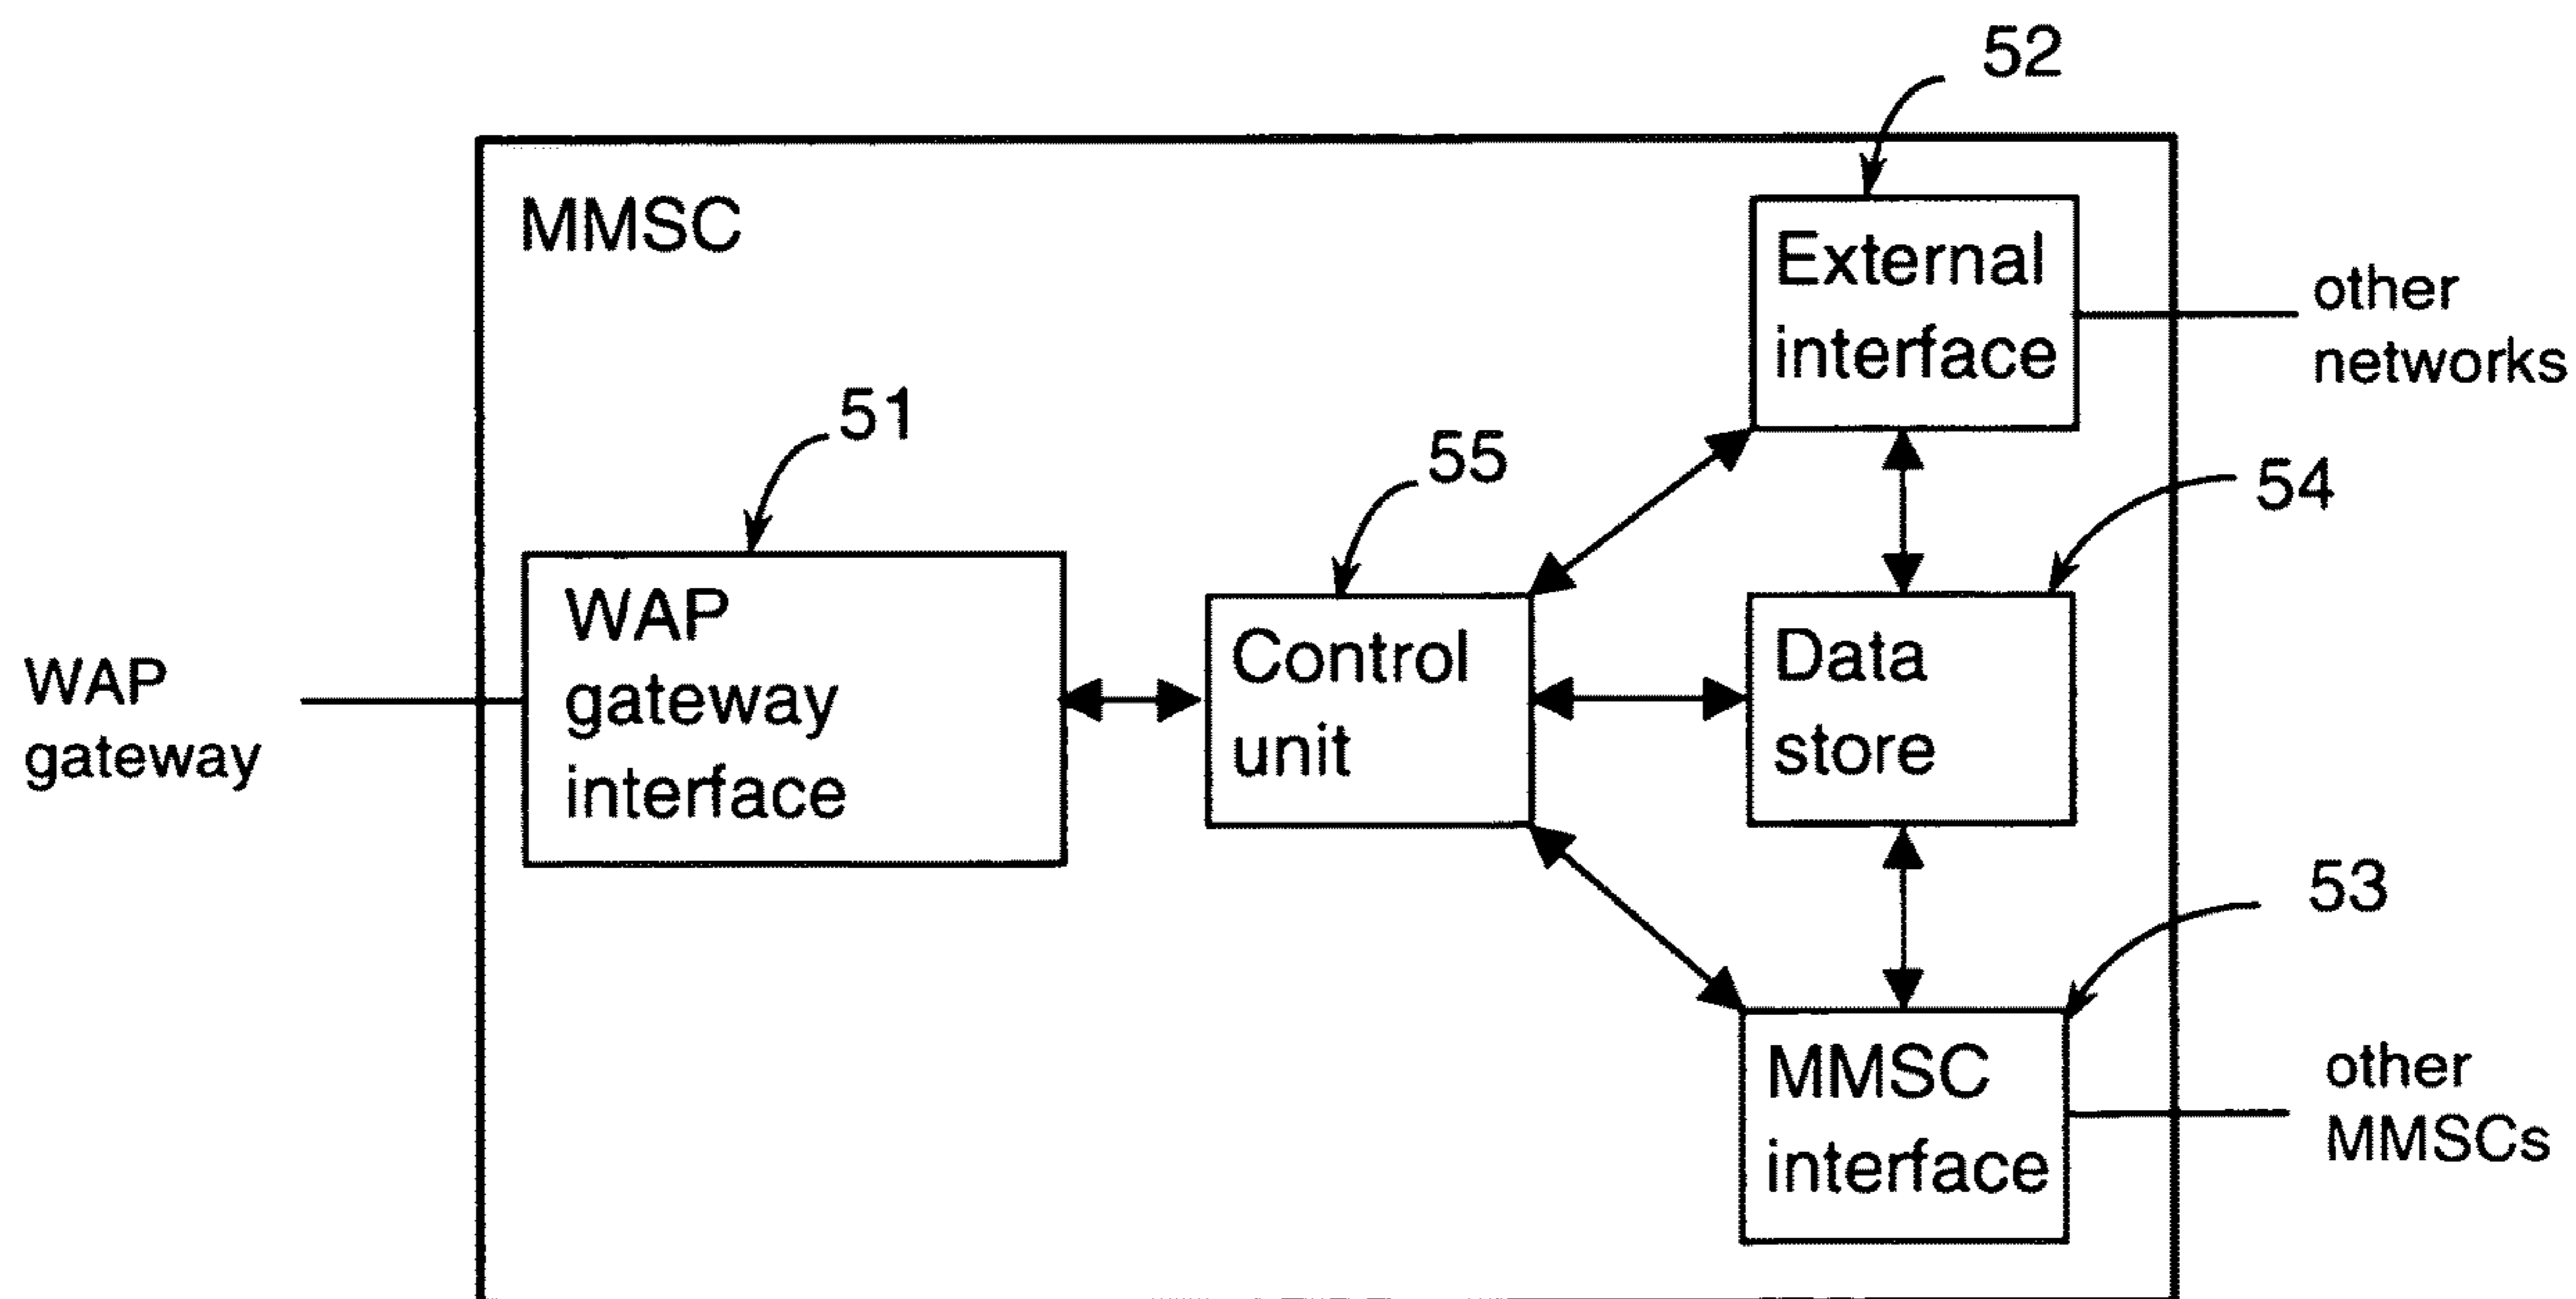 52
MMSC
External
interface
other
networks
51
55
54
WAP
gateway
interface
Control
unit
Data
store
WAP
gateway
53
MMSC
interface
other
MMSCs